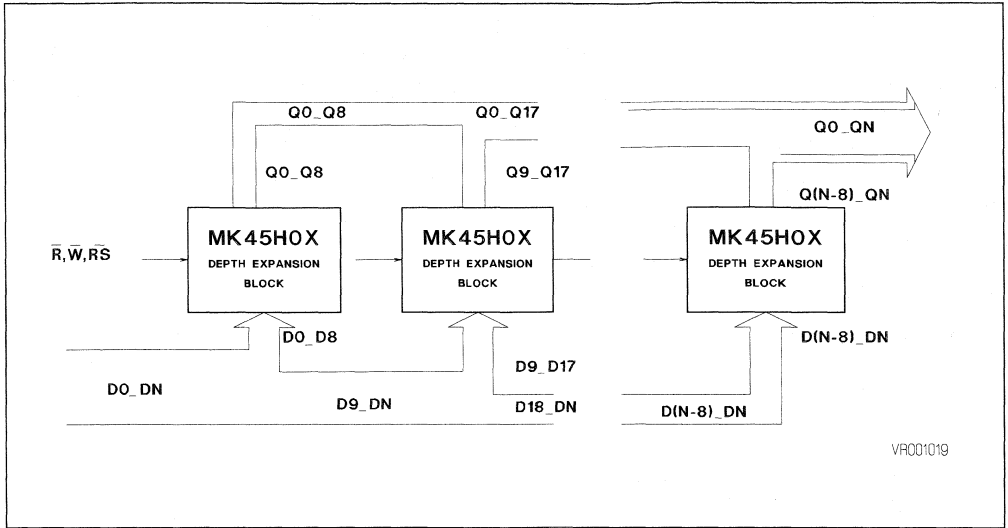 Q0_Q8
Q0_Q17
Q0_QN
Q0_Q8
Q9_Q17
Q(N-8)_QN
R̅,W̅,R̅S̅
MK45H0X
DEPTH EXPANSION
BLOCK
MK45H0X
DEPTH EXPANSION
BLOCK
MK45H0X
DEPTH EXPANSION
BLOCK
D0_D8
D(N-8)_DN
D9_D17
D0_DN
D9_DN
D18_DN
D(N-8)_DN
VR001019